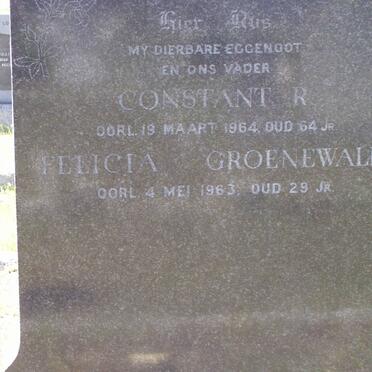 Hier Rus
MY DIERBARE EGGENOOT
EN ONS VADER
CONSTANT R
OORL. 19 MAART 1964. OUD 64 JR
FELICIA GROENEWAL
OORL. 4 MEI 1963, OUD 29 JR.